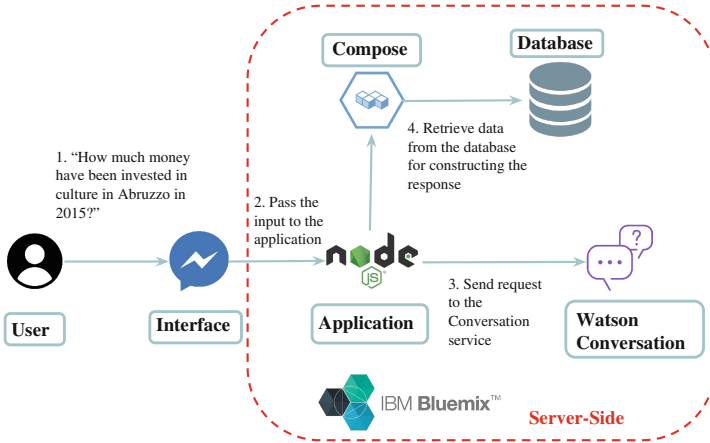 Compose
Database
4. Retrieve data
from the database
for constructing the
response
1. “How much money
have been invested in
culture in Abruzzo in
2015?”
2. Pass the
input to the
application
node
JS
?
3. Send request
to the
Conversation
service
User
Interface
Application
Watson
Conversation
IBM Bluemix™
Server-Side